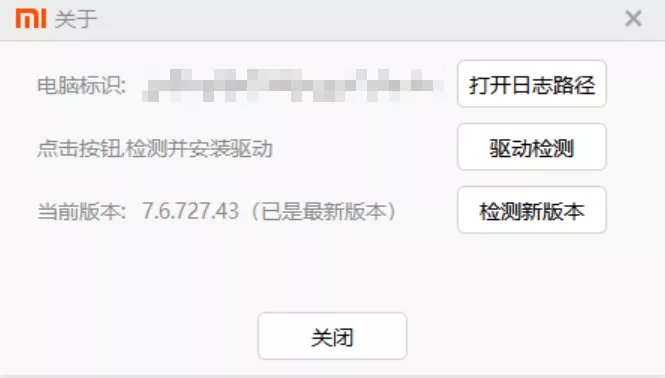 MI 关于
电脑标识:
打开日志路径
点击按钮,检测并安装驱动
驱动检测
当前版本: 7.6.727.43（已是最新版本）
检测新版本
关闭